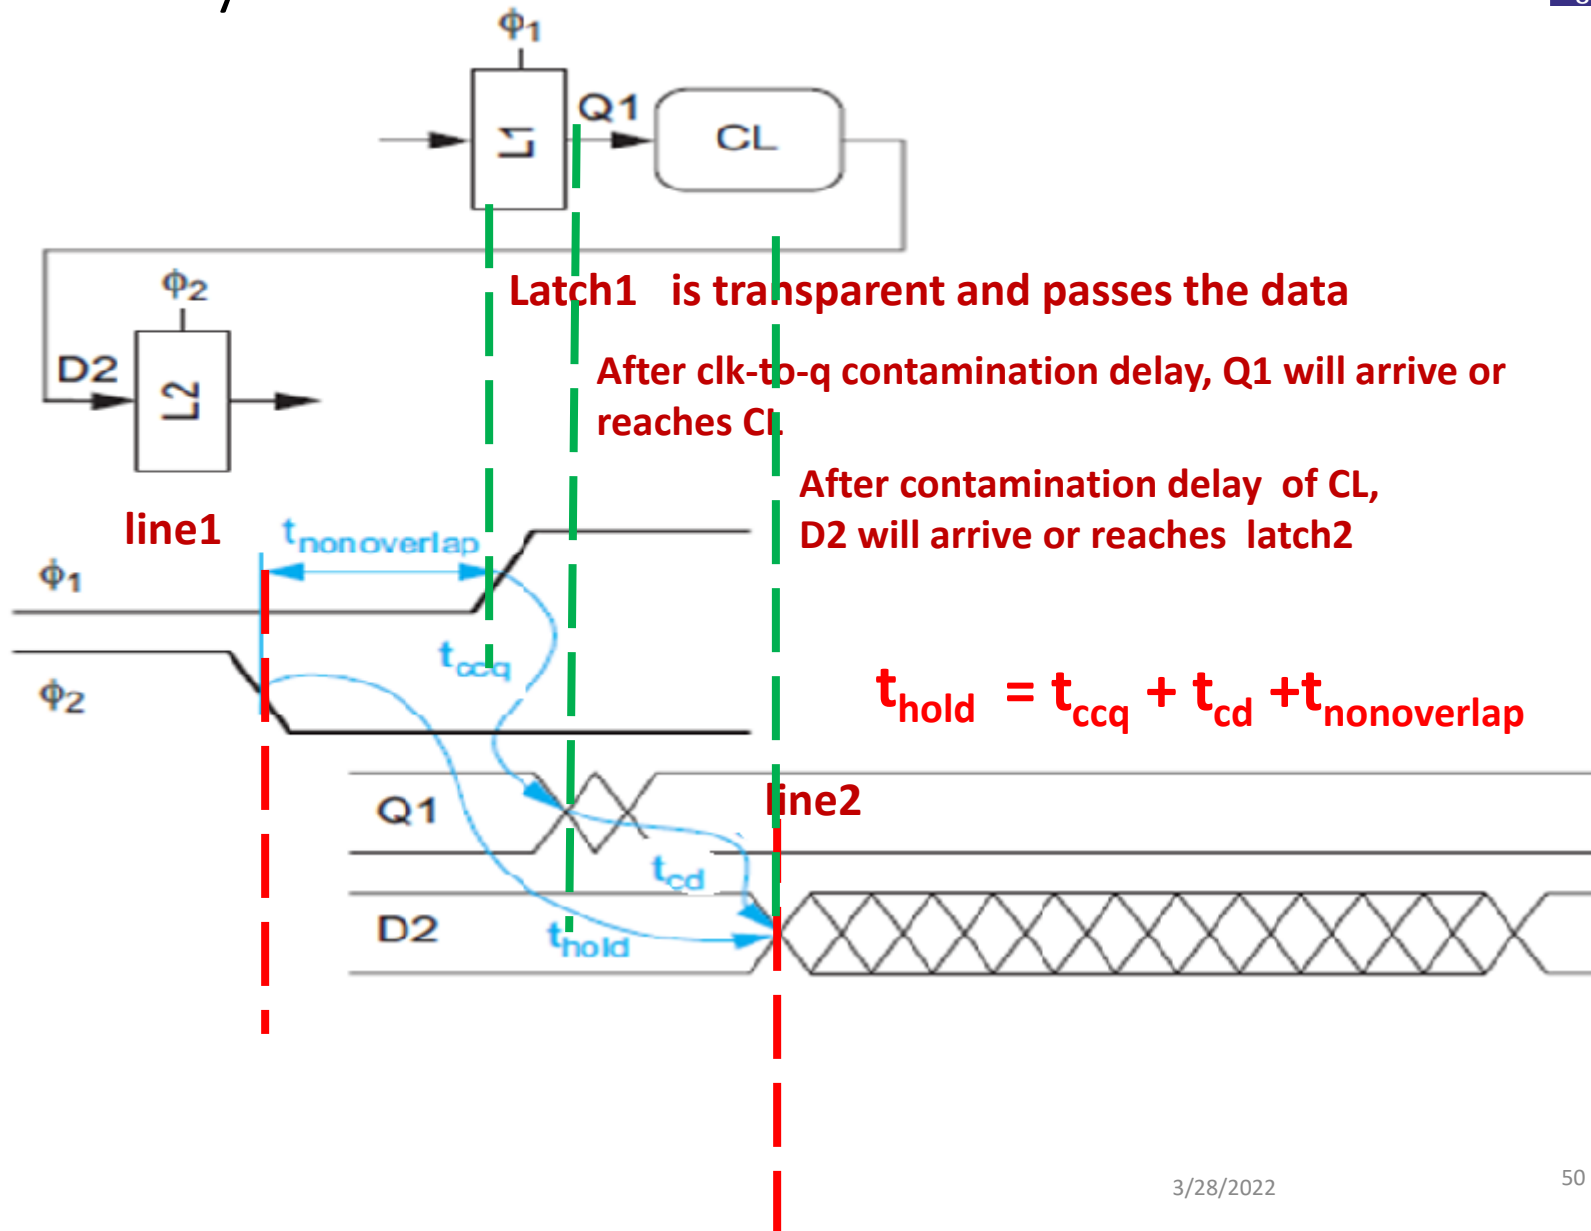 ϕ1
Q1
L1
CL
ϕ2
Latch1 is transparent and passes the data
D2
L2
After clk-to-q contamination delay, Q1 will arrive or
reaches CL
After contamination delay of CL,
D2 will arrive or reaches latch2
line1
tnonoverlap
ϕ1
tccq
ϕ2
thold = tccq + tcd +tnonoverlap
Q1
line2
tcd
D2
thold
3/28/2022
50